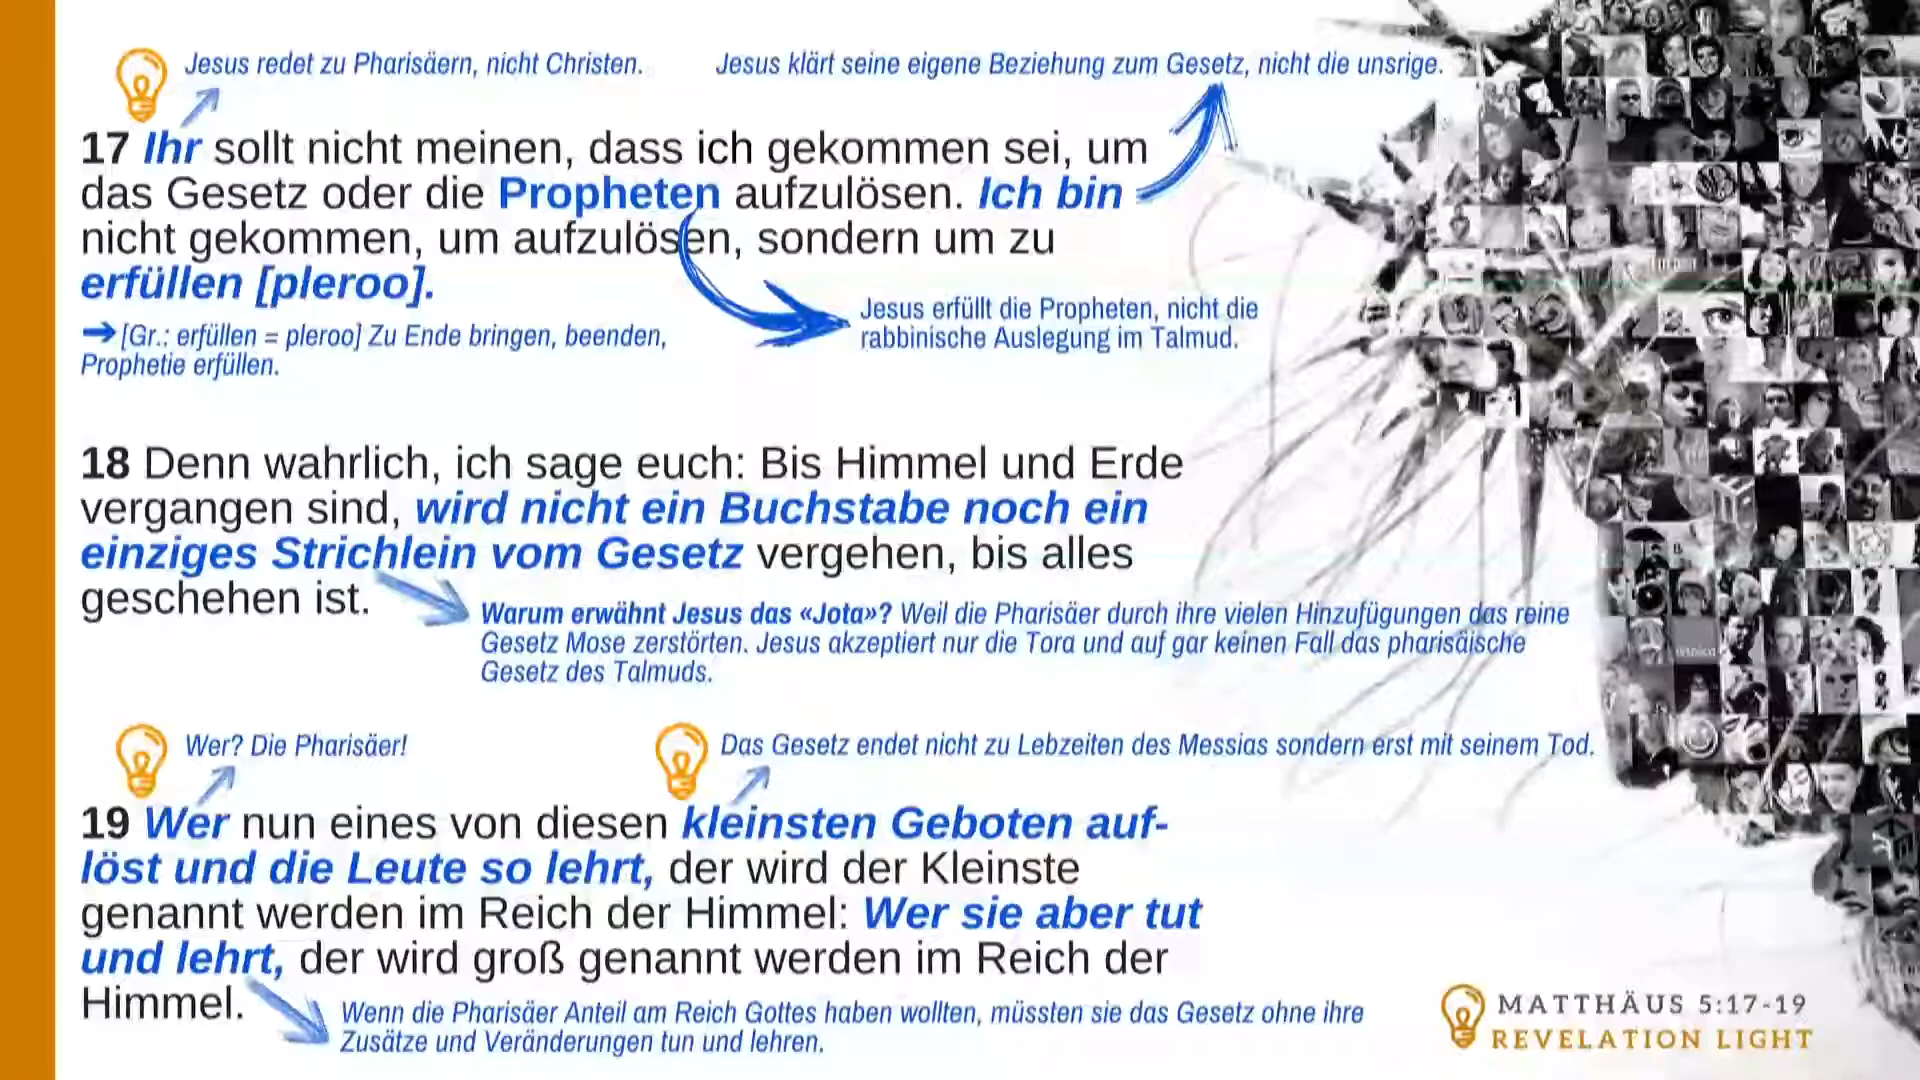 Jesus redet zu Pharisäern, nicht Christen.
Jesus klärt seine eigene Beziehung zum Gesetz, nicht die unsrige.
17 Ihr sollt nicht meinen, dass ich gekommen sei, um
das Gesetz oder die Propheten aufzulösen. Ich bin
nicht gekommen, um aufzulösen, sondern um zu
erfüllen [pleroo].
Jesus erfüllt die Propheten, nicht die
rabbinische Auslegung im Talmud.
[Gr.: erfüllen = pleroo] Zu Ende bringen, beenden,
Prophetie erfüllen.
18 Denn wahrlich, ich sage euch: Bis Himmel und Erde
vergangen sind, wird nicht ein Buchstabe noch ein
einziges Strichlein vom Gesetz vergehen, bis alles
geschehen ist.
Warum erwähnt Jesus das «Jota»? Weil die Pharisäer durch ihre vielen Hinzufügungen das reine
Gesetz Mose zerstörten. Jesus akzeptiert nur die Tora und auf gar keinen Fall das pharisäische
Gesetz des Talmuds.
Wer? Die Pharisäer!
Das Gesetz endet nicht zu Lebzeiten des Messias sondern erst mit seinem Tod.
19 Wer nun eines von diesen kleinsten Geboten auf-
löst und die Leute so lehrt, der wird der Kleinste
genannt werden im Reich der Himmel: Wer sie aber tut
und lehrt, der wird groß genannt werden im Reich der
Himmel.
Wenn die Pharisäer Anteil am Reich Gottes haben wollten, müssten sie das Gesetz ohne ihre
Zusätze und Veränderungen tun und lehren.
MATTHÄUS 5:17-19
REVELATION LIGHT